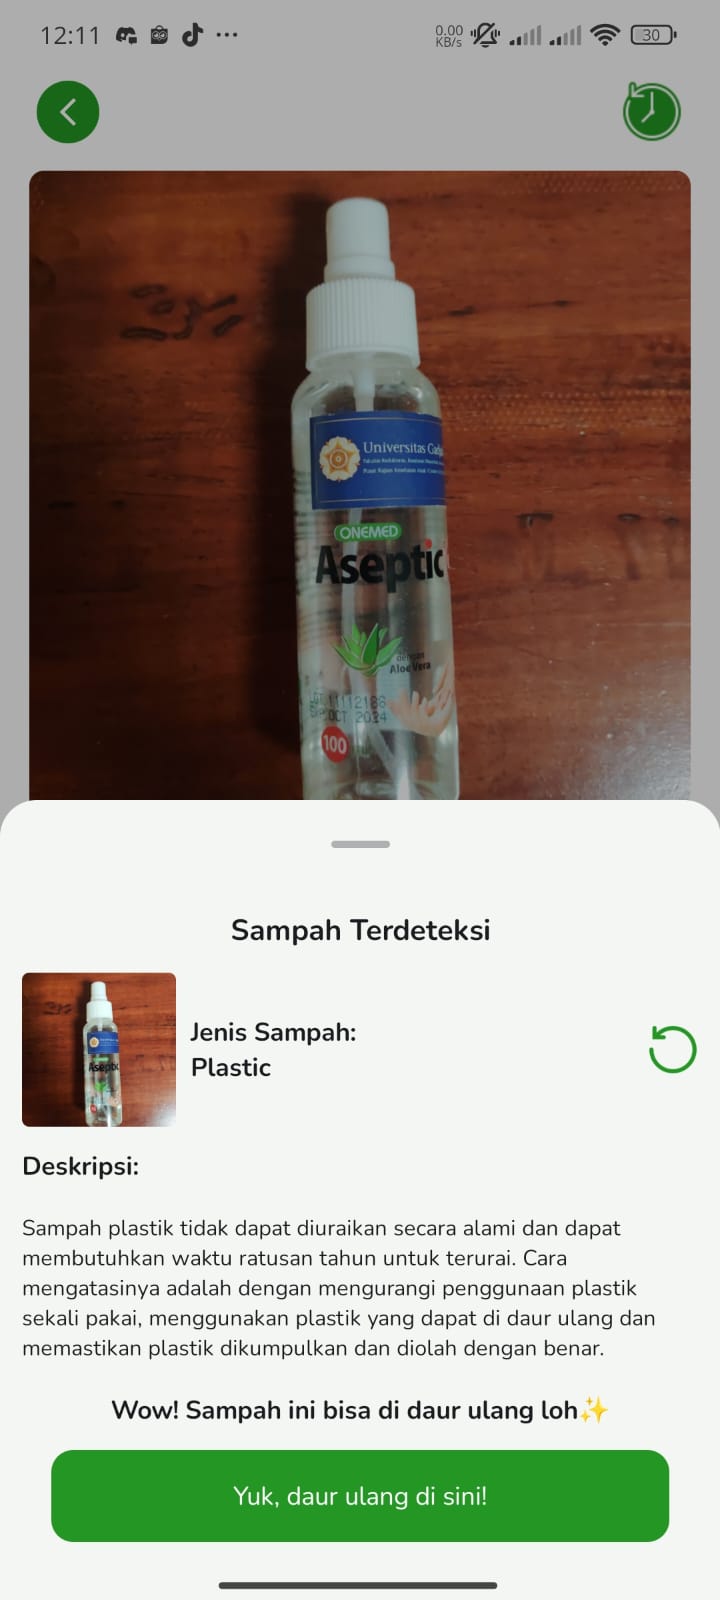 12:11
0.00
KB/s
30
Universitas
ONEMED
Aseptic
dengan
Aloe Vera
LOT 11112186
EXP OCT 2024
100
Sampah Terdeteksi
Aseptic
Jenis Sampah:
Plastic
Deskripsi:
Sampah plastik tidak dapat diuraikan secara alami dan dapat
membutuhkan waktu ratusan tahun untuk terurai. Cara
mengatasinya adalah dengan mengurangi penggunaan plastik
sekali pakai, menggunakan plastik yang dapat di daur ulang dan
memastikan plastik dikumpulkan dan diolah dengan benar.
Wow! Sampah ini bisa di daur ulang loh✨
Yuk, daur ulang di sini!